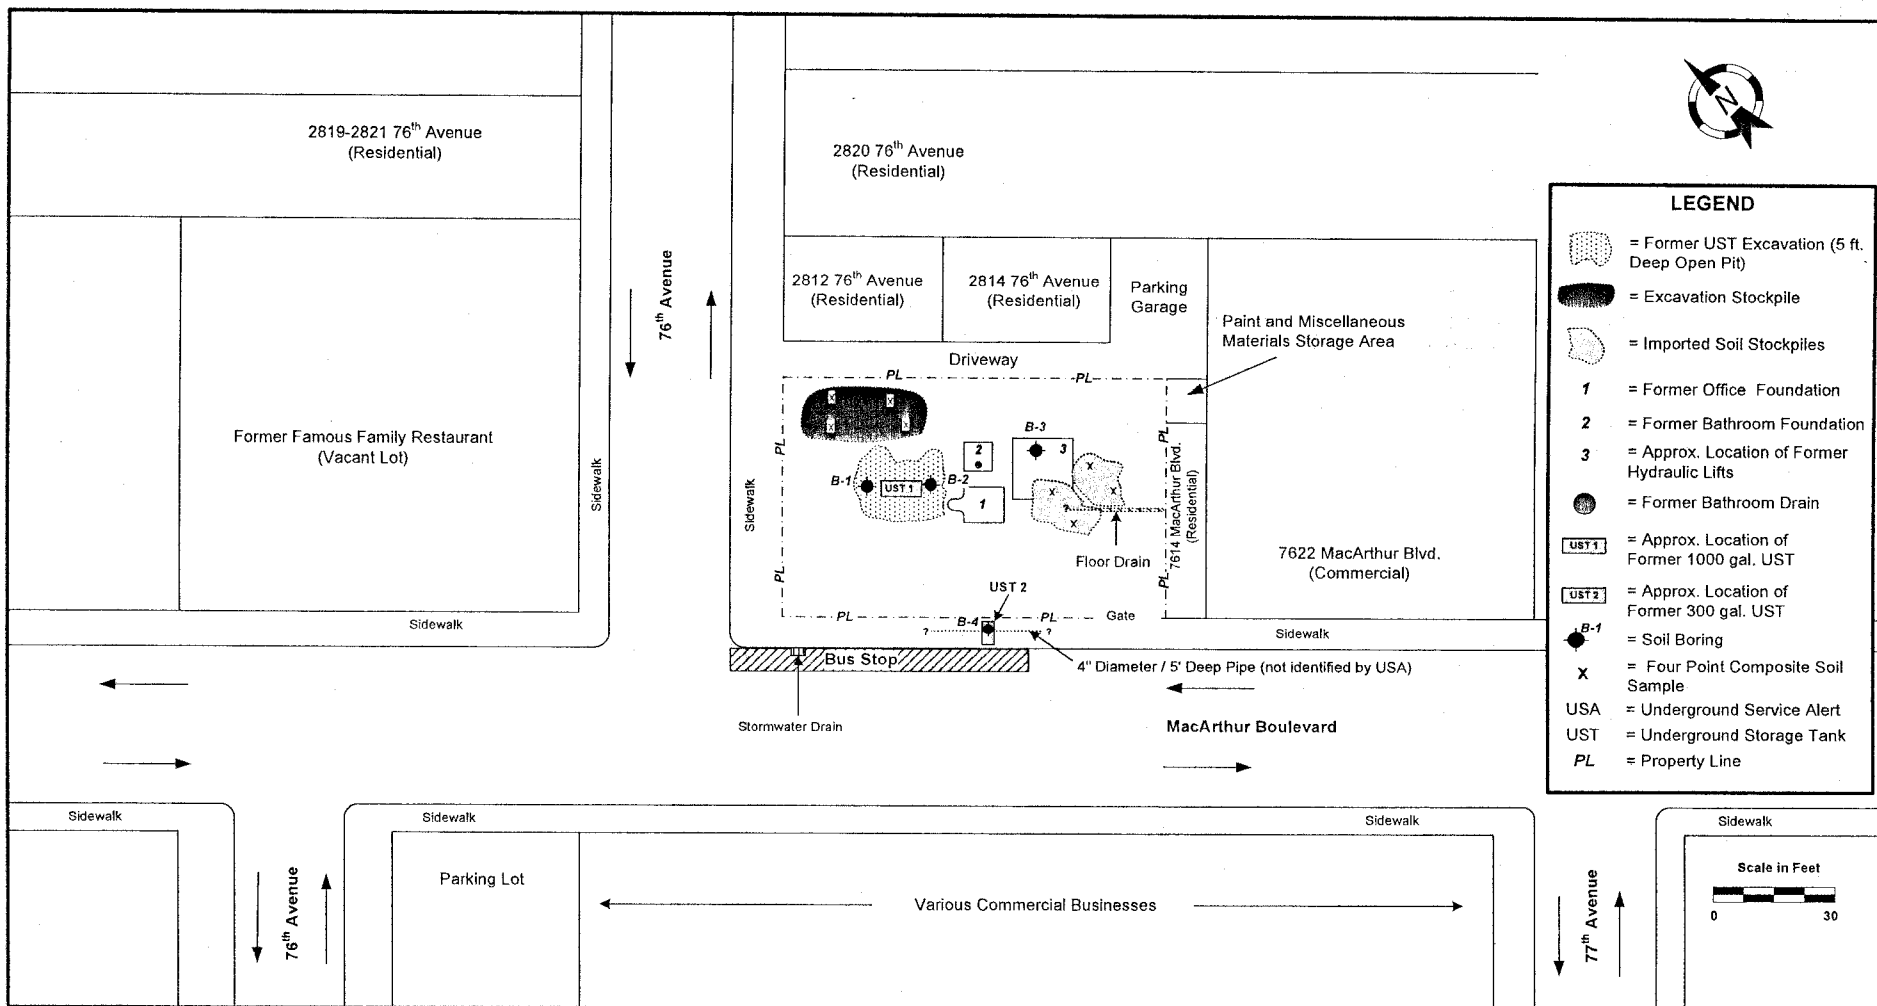 2819-2821 76th Avenue
(Residential)
2820 76th Avenue
(Residential)
N
76th Avenue
2812 76th Avenue
(Residential)
2814 76th Avenue
(Residential)
Parking
Garage
Paint and Miscellaneous
Materials Storage Area
Driveway
PL
PL
Former Famous Family Restaurant
(Vacant Lot)
Sidewalk
Sidewalk
PL
PL
X
X
X
X
B-1
UST 1
B-2
2
1
B-3
3
X
X
X
X
?
Floor Drain
PL
PL
7614 MacArthur Blvd.
(Residential)
7622 MacArthur Blvd.
(Commercial)
UST 2
PL
PL
Gate
B-4
?
?
Sidewalk
Sidewalk
Bus Stop
4" Diameter / 5' Deep Pipe (not identified by USA)
Stormwater Drain
MacArthur Boulevard
LEGEND
= Former UST Excavation (5 ft.
Deep Open Pit)
= Excavation Stockpile
= Imported Soil Stockpiles
1 = Former Office Foundation
2 = Former Bathroom Foundation
3 = Approx. Location of Former
Hydraulic Lifts
= Former Bathroom Drain
UST 1 = Approx. Location of
Former 1000 gal. UST
UST 2 = Approx. Location of
Former 300 gal. UST
B-1 = Soil Boring
X = Four Point Composite Soil
Sample
USA = Underground Service Alert
UST = Underground Storage Tank
PL = Property Line
Sidewalk
Sidewalk
Sidewalk
Sidewalk
76th Avenue
Parking Lot
Various Commercial Businesses
77th Avenue
Scale in Feet
0 30